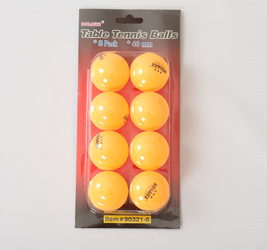 Table Tennis Balls
* 8 Pack * 40 mm
Item # 90321-8